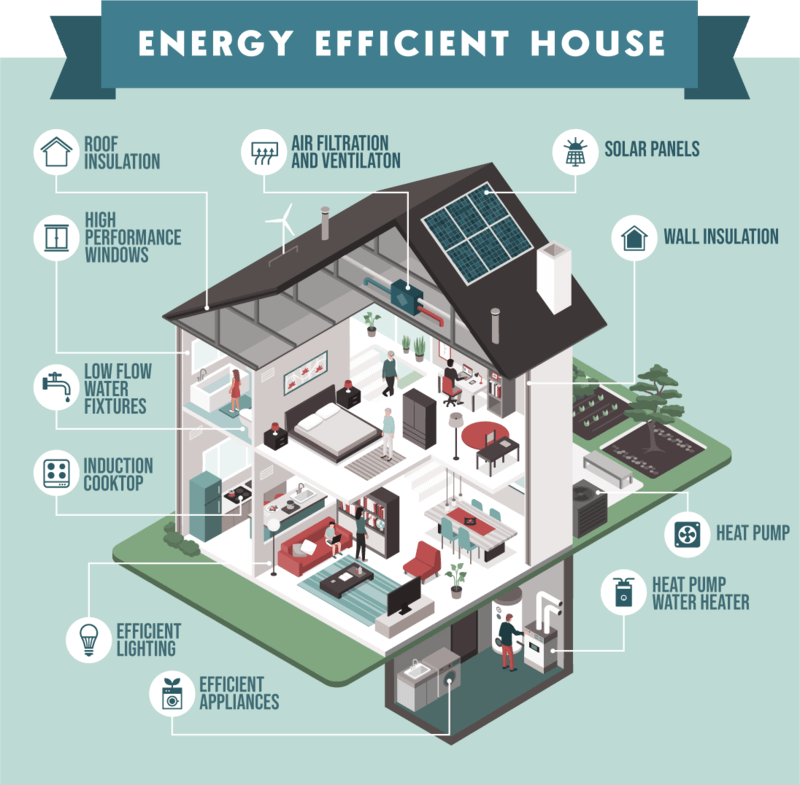 ENERGY EFFICIENT HOUSE
ROOF
INSULATION
AIR FILTRATION
AND VENTILATON
SOLAR PANELS
HIGH
PERFORMANCE
WINDOWS
WALL INSULATION
LOW FLOW
WATER
FIXTURES
INDUCTION
COOKTOP
HEAT PUMP
HEAT PUMP
WATER HEATER
EFFICIENT
LIGHTING
EFFICIENT
APPLIANCES